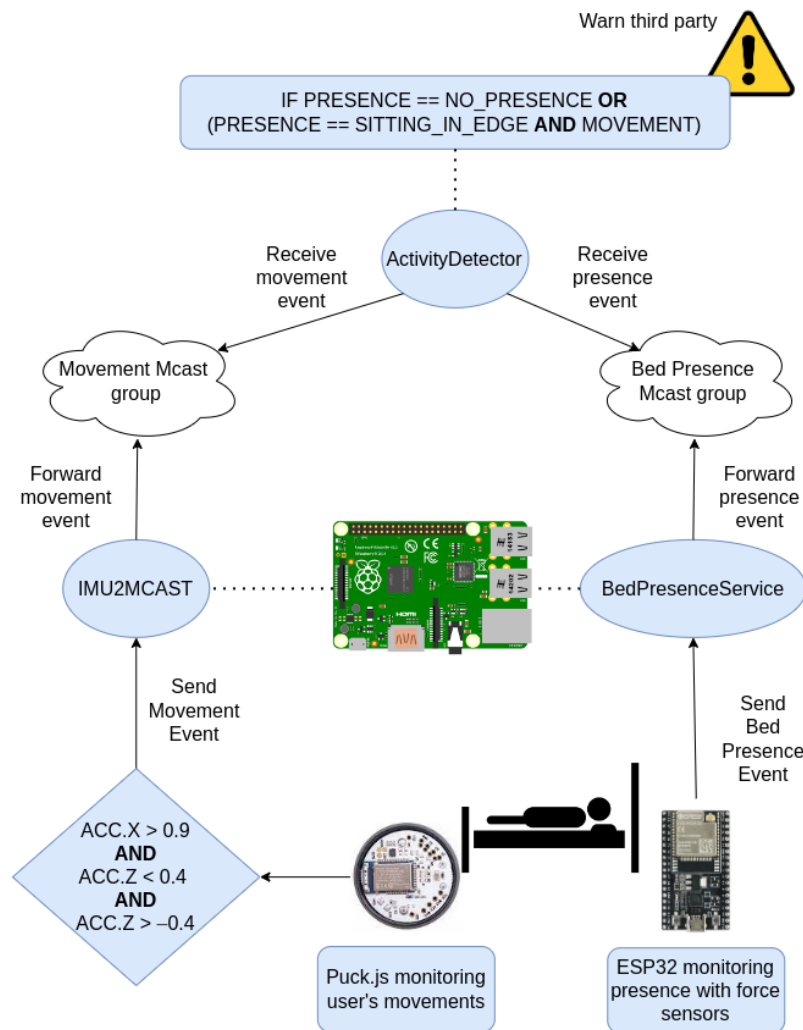 Warn third party
IF PRESENCE == NO_PRESENCE OR
(PRESENCE == SITTING_IN_EDGE AND MOVEMENT)
ActivityDetector
Receive
movement
event
Receive
presence
event
Movement Mcast
group
Bed Presence
Mcast group
Forward
movement
event
Forward
presence
event
IMU2MCAST
HDMI
BedPresenceService
Send
Movement
Event
Send
Bed
Presence
Event
ACC.X > 0.9
AND
ACC.Z < 0.4
AND
ACC.Z > –0.4
Puck.js monitoring
user's movements
ESP32 monitoring
presence with force
sensors